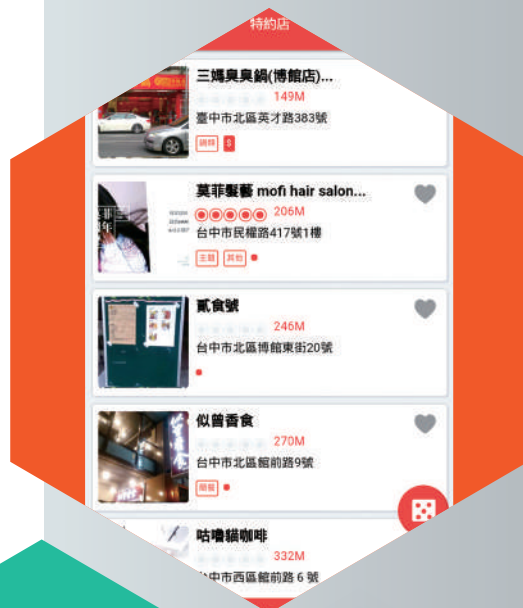 特約店
三媽臭臭鍋(博館店)...
149M
臺中市北區英才路383號
鍋類 $
莫菲髮藝 mofi hair salon...
206M
台中市民權路417號1樓
主題 其他
貳食號
246M
台中市北區博館東街20號
似曾香食
270M
台中市北區館前路9號
簡餐
咕嚕貓咖啡
332M
台中市西區館前路 6 號